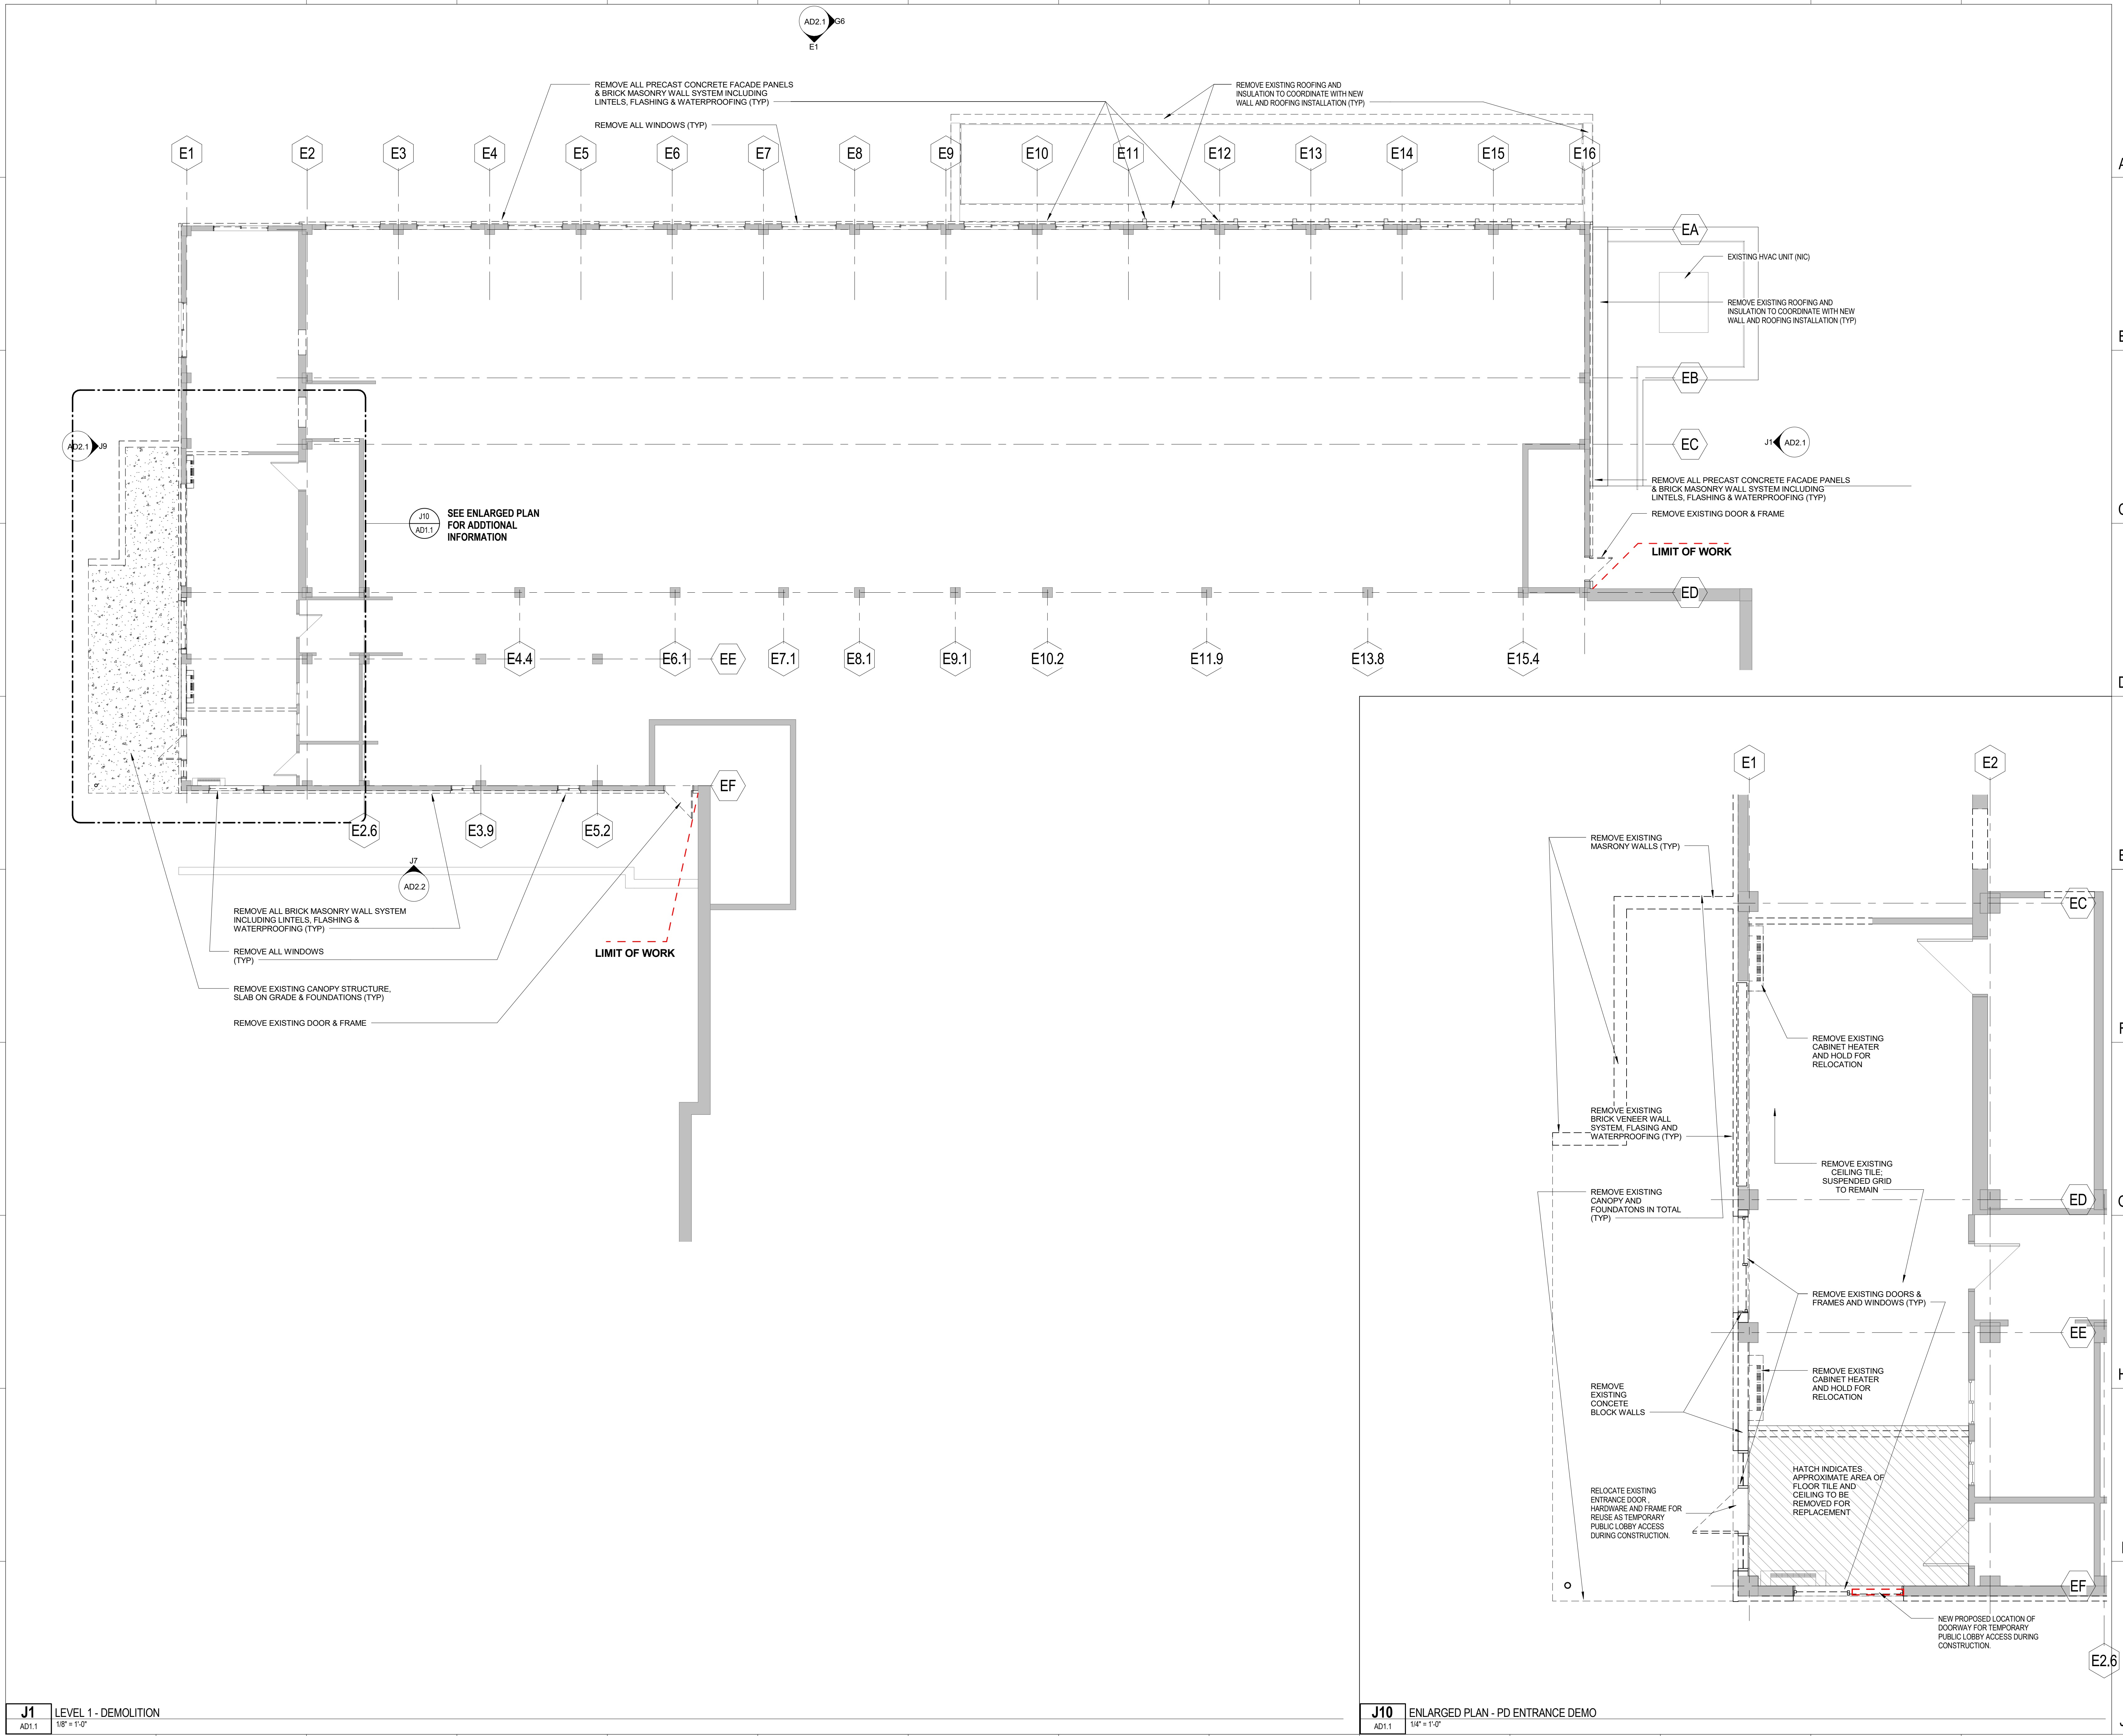 AD2.1
G6
E1
REMOVE ALL PRECAST CONCRETE FACADE PANELS
& BRICK MASONRY WALL SYSTEM INCLUDING
LINTELS, FLASHING & WATERPROOFING (TYP)
REMOVE ALL WINDOWS (TYP)
REMOVE EXISTING ROOFING AND
INSULATION TO COORDINATE WITH NEW
WALL AND ROOFING INSTALLATION (TYP)
E1
E2
E3
E4
E5
E6
E7
E8
E9
E10
E11
E12
E13
E14
E15
E16
EA
EXISTING HVAC UNIT (NIC)
REMOVE EXISTING ROOFING AND
INSULATION TO COORDINATE WITH NEW
WALL AND ROOFING INSTALLATION (TYP)
EB
EC
J1
AD2.1
AD2.1
J9
REMOVE ALL PRECAST CONCRETE FACADE PANELS
& BRICK MASONRY WALL SYSTEM INCLUDING
LINTELS, FLASHING & WATERPROOFING (TYP)
REMOVE EXISTING DOOR & FRAME
LIMIT OF WORK
J10
AD1.1
SEE ENLARGED PLAN
FOR ADDTIONAL
INFORMATION
ED
E4.4
E6.1
EE
E7.1
E8.1
E9.1
E10.2
E11.9
E13.8
E15.4
EF
E2.6
E3.9
E5.2
J7
AD2.2
REMOVE ALL BRICK MASONRY WALL SYSTEM
INCLUDING LINTELS, FLASHING &
WATERPROOFING (TYP)
REMOVE ALL WINDOWS
(TYP)
REMOVE EXISTING CANOPY STRUCTURE,
SLAB ON GRADE & FOUNDATIONS (TYP)
REMOVE EXISTING DOOR & FRAME
LIMIT OF WORK
E1
E2
REMOVE EXISTING
MASRONY WALLS (TYP)
EC
REMOVE EXISTING
CABINET HEATER
AND HOLD FOR
RELOCATION
REMOVE EXISTING
BRICK VENEER WALL
SYSTEM, FLASING AND
WATERPROOFING (TYP)
REMOVE EXISTING
CEILING TILE;
SUSPENDED GRID
TO REMAIN
REMOVE EXISTING
CANOPY AND
FOUNDATONS IN TOTAL
(TYP)
ED
REMOVE EXISTING DOORS &
FRAMES AND WINDOWS (TYP)
EE
REMOVE EXISTING
CABINET HEATER
AND HOLD FOR
RELOCATION
REMOVE
EXISTING
CONCETE
BLOCK WALLS
HATCH INDICATES
APPROXIMATE AREA OF
FLOOR TILE AND
CEILING TO BE
REMOVED FOR
REPLACEMENT
RELOCATE EXISTING
ENTRANCE DOOR ,
HARDWARE AND FRAME FOR
REUSE AS TEMPORARY
PUBLIC LOBBY ACCESS
DURING CONSTRUCTION.
EF
NEW PROPOSED LOCATION OF
DOORWAY FOR TEMPORARY
PUBLIC LOBBY ACCESS DURING
CONSTRUCTION.
E2.6
J1
AD1.1
LEVEL 1 - DEMOLITION
1/8" = 1'-0"
J10
AD1.1
ENLARGED PLAN - PD ENTRANCE DEMO
1/4" = 1'-0"